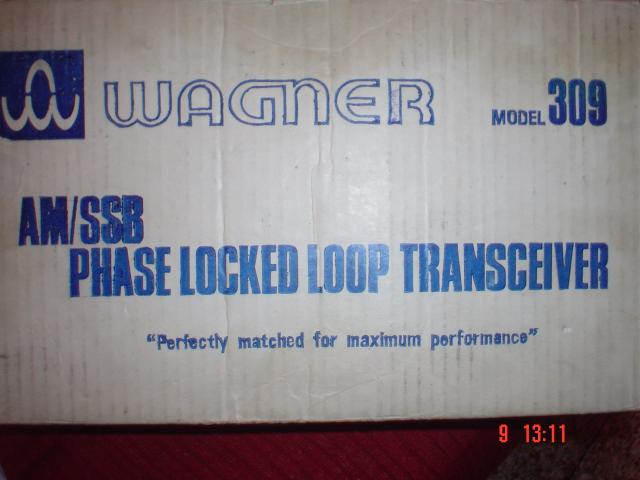 WAGNER
MODEL 309
AM/SSB
PHASE LOCKED LOOP TRANSCEIVER
"Perfectly matched for maximum performance"
9 13:11